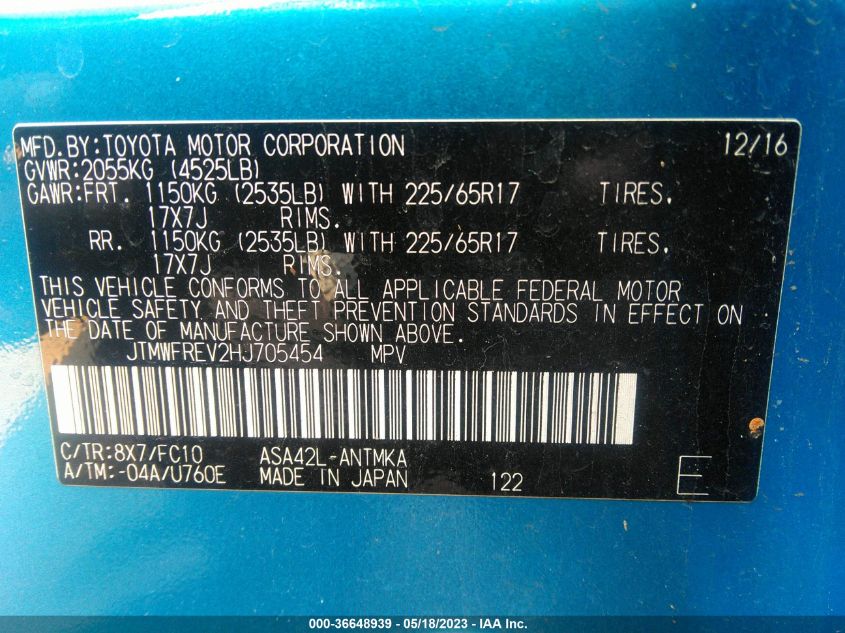 MFD.BY:TOYOTA MOTOR CORPORATION 12/16
GVWR:2055KG (4525LB)
GAWR:FRT. 1150KG (2535LB) WITH 225/65R17 TIRES.
17X7J RIMS.
RR. 1150KG (2535LB) WITH 225/65R17 TIRES.
17X7J RIMS.
THIS VEHICLE CONFORMS TO ALL APPLICABLE FEDERAL MOTOR
VEHICLE SAFETY AND THEFT PREVENTION STANDARDS IN EFFECT ON
THE DATE OF MANUFACTURE SHOWN ABOVE.
JTMWFREV2HJ705454 MPV
C/TR:8X7/FC10 ASA42L-ANTMKA
A/TM:-04A/U760E MADE IN JAPAN 122 E
000-36648939 - 05/18/2023 - IAA Inc.